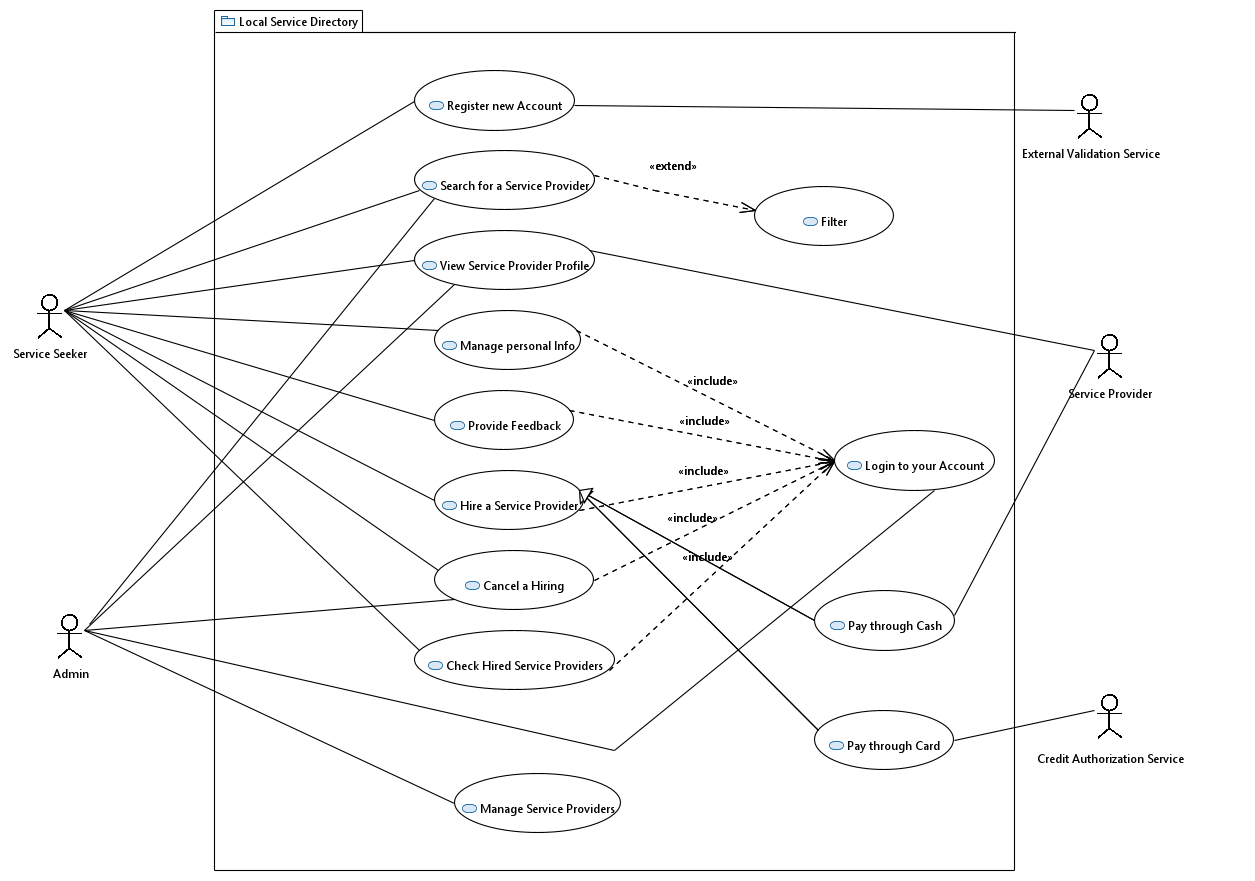 Local Service Directory
Register new Account
External Validation Service
«extend»
Search for a Service Provider
Filter
View Service Provider Profile
Manage personal Info
Service Seeker
«include»
Service Provider
«include»
Provide Feedback
Login to your Account
«include»
Hire a Service Provider
«include»
«include»
Cancel a Hiring
Pay through Cash
Check Hired Service Providers
Admin
Pay through Card
Credit Authorization Service
Manage Service Providers